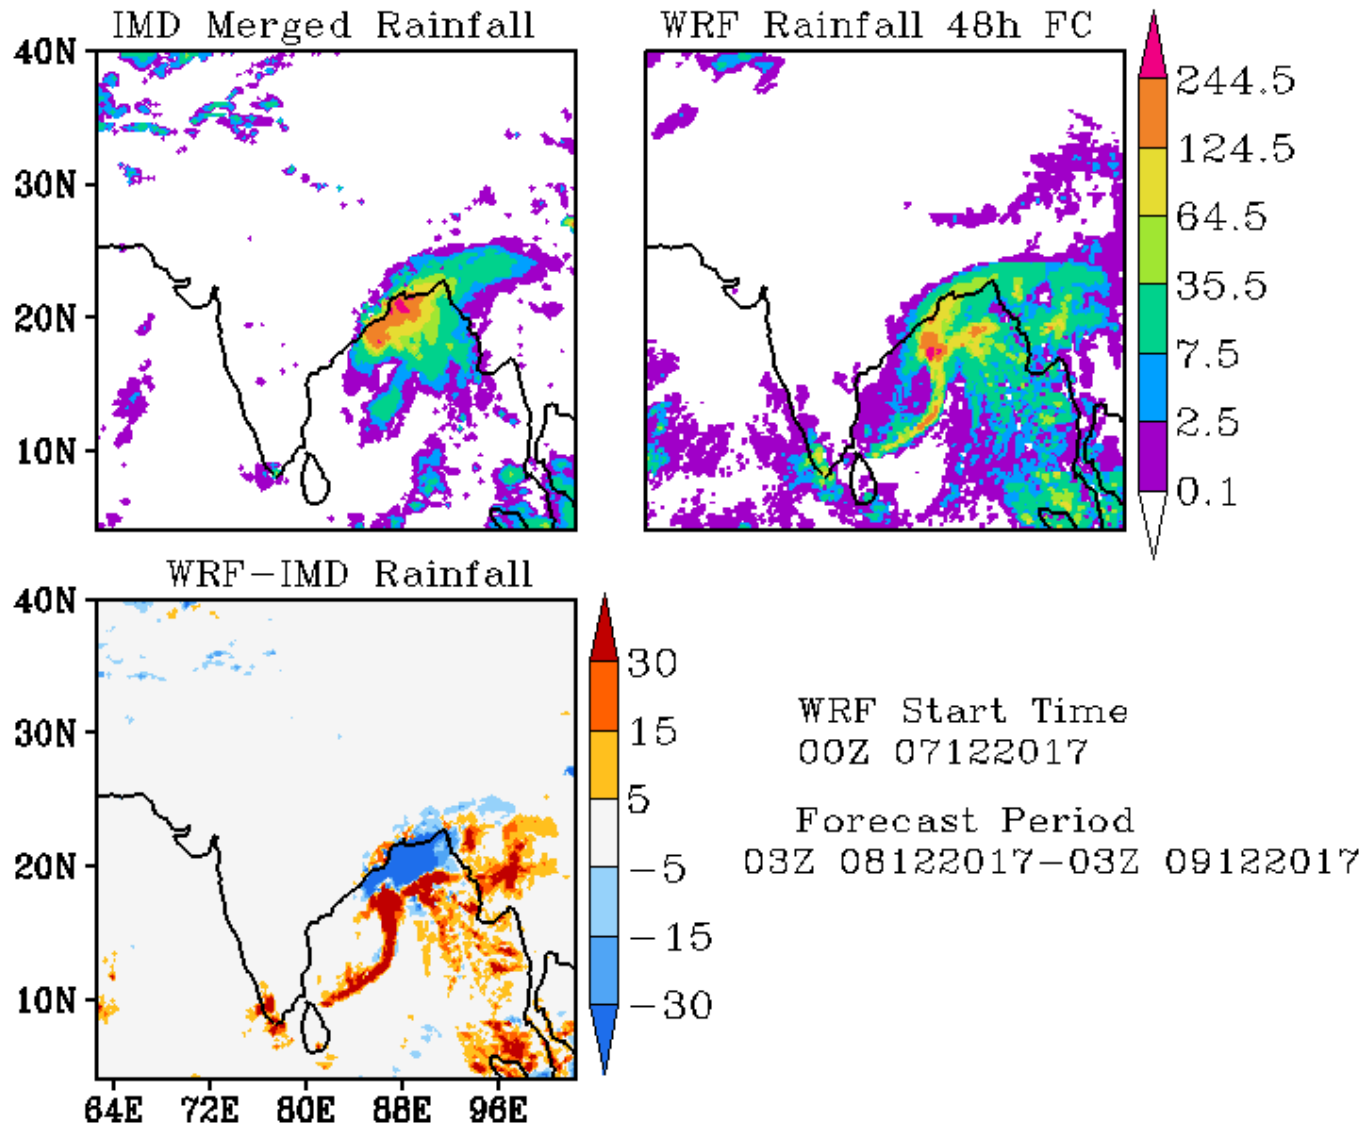 IMD Merged Rainfall
WRF Rainfall 48h FC
40N
30N
20N
10N
244.5
124.5
64.5
35.5
7.5
2.5
0.1
WRF-IMD Rainfall
40N
30N
20N
10N
64E 72E 80E 88E 96E
30
15
5
-5
-15
-30
WRF Start Time
00Z 07122017
Forecast Period
03Z 08122017-03Z 09122017